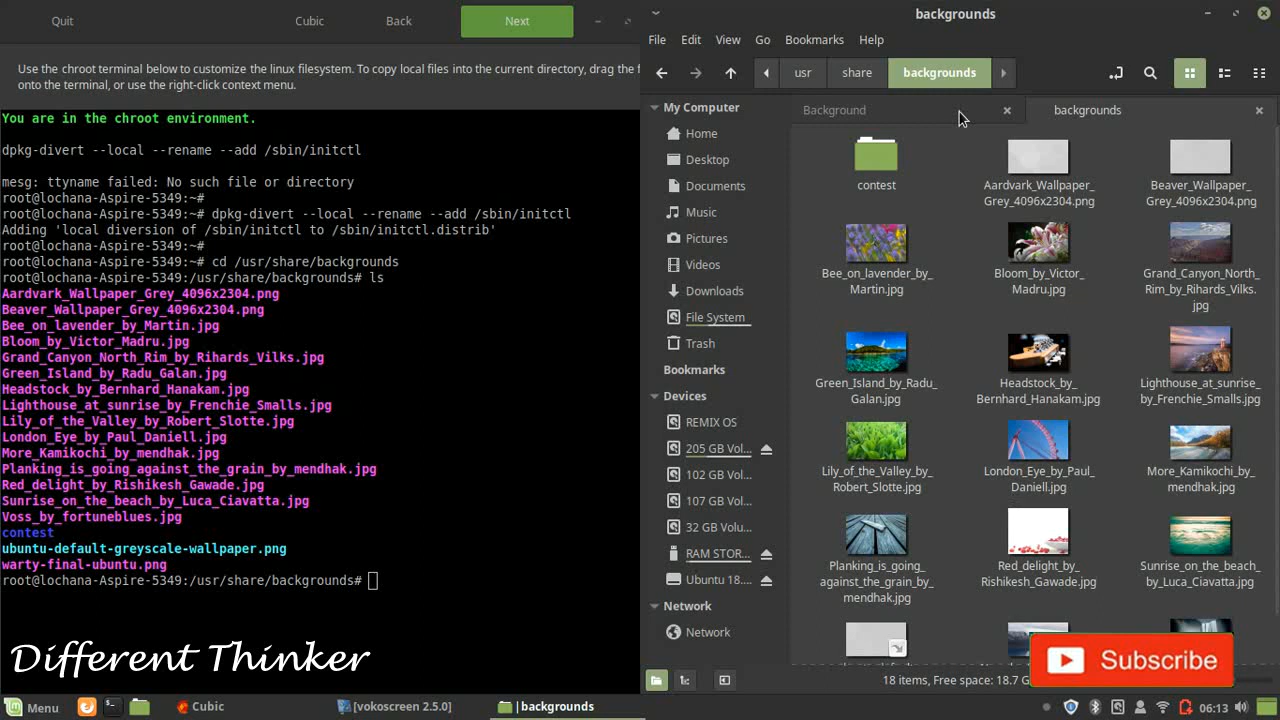 Quit
Cubic
Back
Next
Use the chroot terminal below to customize the linux filesystem. To copy local files into the current directory, drag the f
onto the terminal, or use the right-click context menu.
You are in the chroot environment.
dpkg-divert --local --rename --add /sbin/initctl
mesg: ttyname failed: No such file or directory
root@lochana-Aspire-5349:~#
root@lochana-Aspire-5349:~# dpkg-divert --local --rename --add /sbin/initctl
Adding 'local diversion of /sbin/initctl to /sbin/initctl.distrib'
root@lochana-Aspire-5349:~#
root@lochana-Aspire-5349:~# cd /usr/share/backgrounds
root@lochana-Aspire-5349:/usr/share/backgrounds# ls
Aardvark_Wallpaper_Grey_4096x2304.png
Beaver_Wallpaper_Grey_4096x2304.png
Bee_on_lavender_by_Martin.jpg
Bloom_by_Victor_Madru.jpg
Grand_Canyon_North_Rim_by_Rihards_Vilks.jpg
Green_Island_by_Radu_Galan.jpg
Headstock_by_Bernhard_Hanakam.jpg
Lighthouse_at_sunrise_by_Frenchie_Smalls.jpg
Lily_of_the_Valley_by_Robert_Slotte.jpg
London_Eye_by_Paul_Daniell.jpg
More_Kamikochi_by_mendhak.jpg
Planking_is_going_against_the_grain_by_mendhak.jpg
Red_delight_by_Rishikesh_Gawade.jpg
Sunrise_on_the_beach_by_Luca_Ciavatta.jpg
Voss_by_fortuneblues.jpg
contest
ubuntu-default-greyscale-wallpaper.png
warty-final-ubuntu.png
root@lochana-Aspire-5349:/usr/share/backgrounds#
Different Thinker
backgrounds
File Edit View Go Bookmarks Help
usr share backgrounds
My Computer
Home
Desktop
Documents
Music
Pictures
Videos
Downloads
File System
Trash
Bookmarks
Devices
REMIX OS
205 GB Vol...
102 GB Vol...
107 GB Vol...
32 GB Volu...
RAM STOR...
Ubuntu 18....
Network
Network
Background
backgrounds
contest
Aardvark_Wallpaper_
Grey_4096x2304.png
Beaver_Wallpaper_
Grey_4096x2304.png
Bee_on_lavender_by_
Martin.jpg
Bloom_by_Victor_
Madru.jpg
Grand_Canyon_North_
Rim_by_Rihards_Vilks.
jpg
Green_Island_by_Radu_
Galan.jpg
Headstock_by_
Bernhard_Hanakam.jpg
Lighthouse_at_sunrise_
by_Frenchie_Smalls.jpg
Lily_of_the_Valley_by_
Robert_Slotte.jpg
London_Eye_by_Paul_
Daniell.jpg
More_Kamikochi_by_
mendhak.jpg
Planking_is_going_
against_the_grain_by_
mendhak.jpg
Red_delight_by_
Rishikesh_Gawade.jpg
Sunrise_on_the_beach_
by_Luca_Ciavatta.jpg
18 items, Free space: 18.7 G
Subscribe
Menu
Cubic
[vokoscreen 2.5.0]
backgrounds
06:13